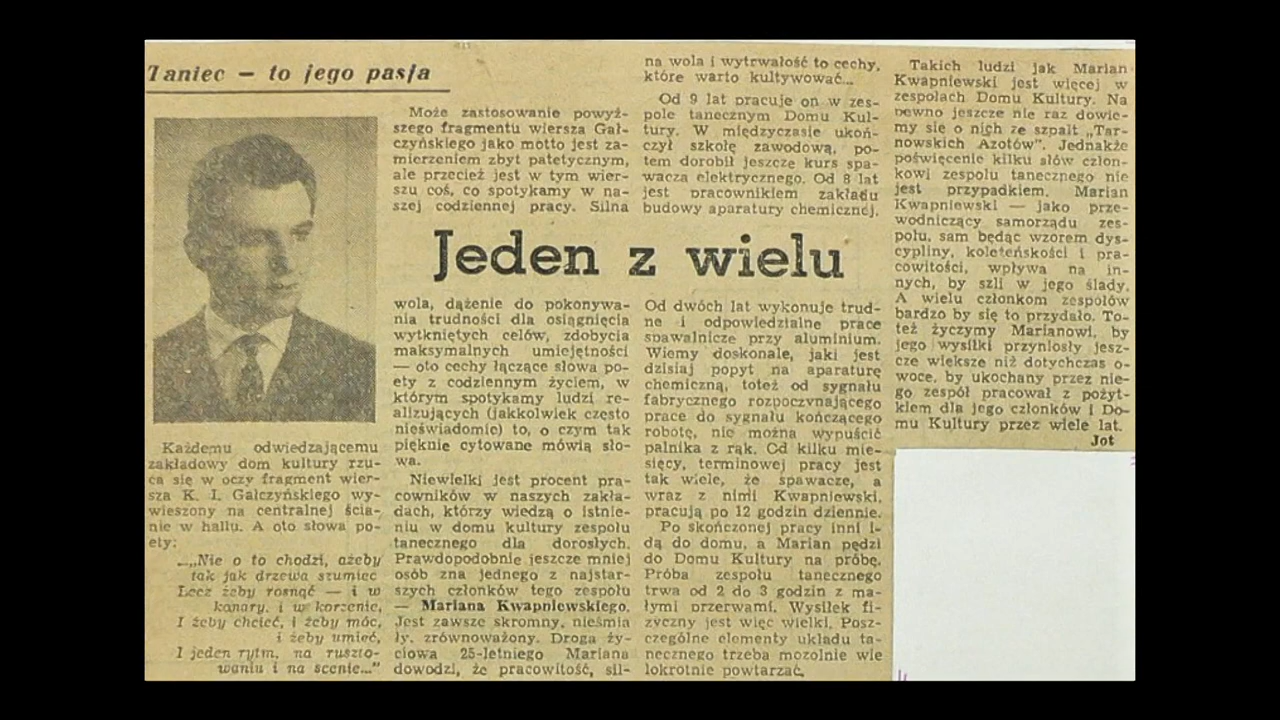 Taniec — to jego pasja
Jeden z wielu
Każdemu odwiedzającemu
zakładowy dom kultury rzu-
ca się w oczy fragment wier-
sza K. I. Gałczyńskiego wy-
wieszony na centralnej ścia-
nie w hallu. A oto słowa po-
ety:
„Nie o to chodzi, ażeby
tak jak drzewa szumieć
Lecz żeby rosnąć — i w
konary, i w korzenie,
I żeby chcieć, i żeby móc,
i żeby umieć,
I jeden rytm, na ruszto-
waniu i na scenie..."
Może zastosowanie powyż-
szego fragmentu wiersza Gał-
czyńskiego jako motto jest za-
mierzeniem zbyt patetycznym,
ale przecież jest w tym wier-
szu coś, co spotykamy w na-
szej codziennej pracy. Silna
wola, dążenie do pokonywa-
nia trudności dla osiągnięcia
wytkniętych celów, zdobycia
maksymalnych umiejętności
— oto cechy łączące słowa po-
ety z codziennym życiem, w
którym spotykamy ludzi re-
alizujących (jakkolwiek często
nieświadomie) to, o czym tak
pięknie cytowane mówią sło-
wa.
Niewielki jest procent pra-
cowników w naszych zakła-
dach, którzy wiedzą o istnie-
niu w domu kultury zespołu
tanecznego dla dorosłych.
Prawdopodobnie jeszcze mniej
osób zna jednego z najstar-
szych członków tego zespołu
— Mariana Kwapniewskiego.
Jest zawsze skromny, nieśmia
ły, zrównoważony. Droga ży-
ciowa 25-letniego Mariana
dowodzi, że pracowitość, sil-
na wola i wytrwałość to cechy,
które warto kultywować...
Od 9 lat pracuje on w zes-
pole tanecznym Domu Kul-
tury. W międzyczasie ukoń-
czył szkołę zawodową, po-
tem dorobił jeszcze kurs spa-
wacza elektrycznego. Od 8 lat
jest pracownikiem zakładu
budowy aparatury chemicznej.
Od dwóch lat wykonuje trud-
ne i odpowiedzialne prace
spawalnicze przy aluminium.
Wiemy doskonale, jaki jest
dzisiaj popyt na aparaturę
chemiczną, toteż od sygnału
fabrycznego rozpoczynającego
pracę do sygnału kończącego
robotę, nie można wypuścić
palnika z rąk. Od kilku mie-
sięcy, terminowej pracy jest
tak wiele, że spawacze, a
wraz z nimi Kwapniewski,
pracują po 12 godzin dziennie.
Po skończonej pracy inni i-
dą do domu, a Marian pędzi
do Domu Kultury na próbę.
Próba zespołu tanecznego
trwa od 2 do 3 godzin z ma-
łymi przerwami. Wysiłek fi-
zyczny jest więc wielki. Posz-
czególne elementy układu ta-
necznego trzeba mozolnie wie
lokrotnie powtarzać.
Takich ludzi jak Marian
Kwapniewski jest więcej w
zespołach Domu Kultury. Na
pewno jeszcze nie raz dowie-
my się o nich ze szpalt „Tar-
nowskich Azotów". Jednakże
poświęcenie kilku słów człon-
kowi zespołu tanecznego nie
jest przypadkiem. Marian
Kwapniewski — jako prze-
wodniczący samorządu zes-
połu, sam będąc wzorem dys-
cypliny, koleżeńskości i pra-
cowitości, wpływa na in-
nych, by szli w jego ślady.
A wielu członkom zespołów
bardzo by się to przydało. To-
też życzymy Marianowi, by
jego wysiłki przyniosły jesz-
cze większe niż dotychczas o-
woce, by ukochany przez nie-
go zespół pracował z pożyt-
kiem dla jego członków i Do-
mu Kultury przez wiele lat.
Jot